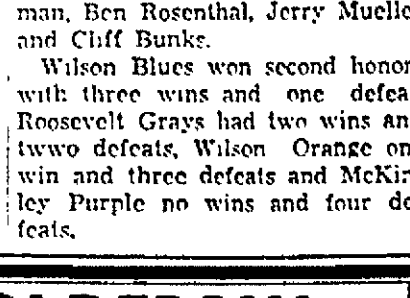 man, Ben Rosenthal, Jerry Muelle
and Cliff Bunks.
Wilson Blues won second honor
with three wins and one defea
Roosevelt Grays had two wins an
twwo defeats, Wilson Orange on
win and three defeats and McKin
ley Purple no wins and four de
feats.